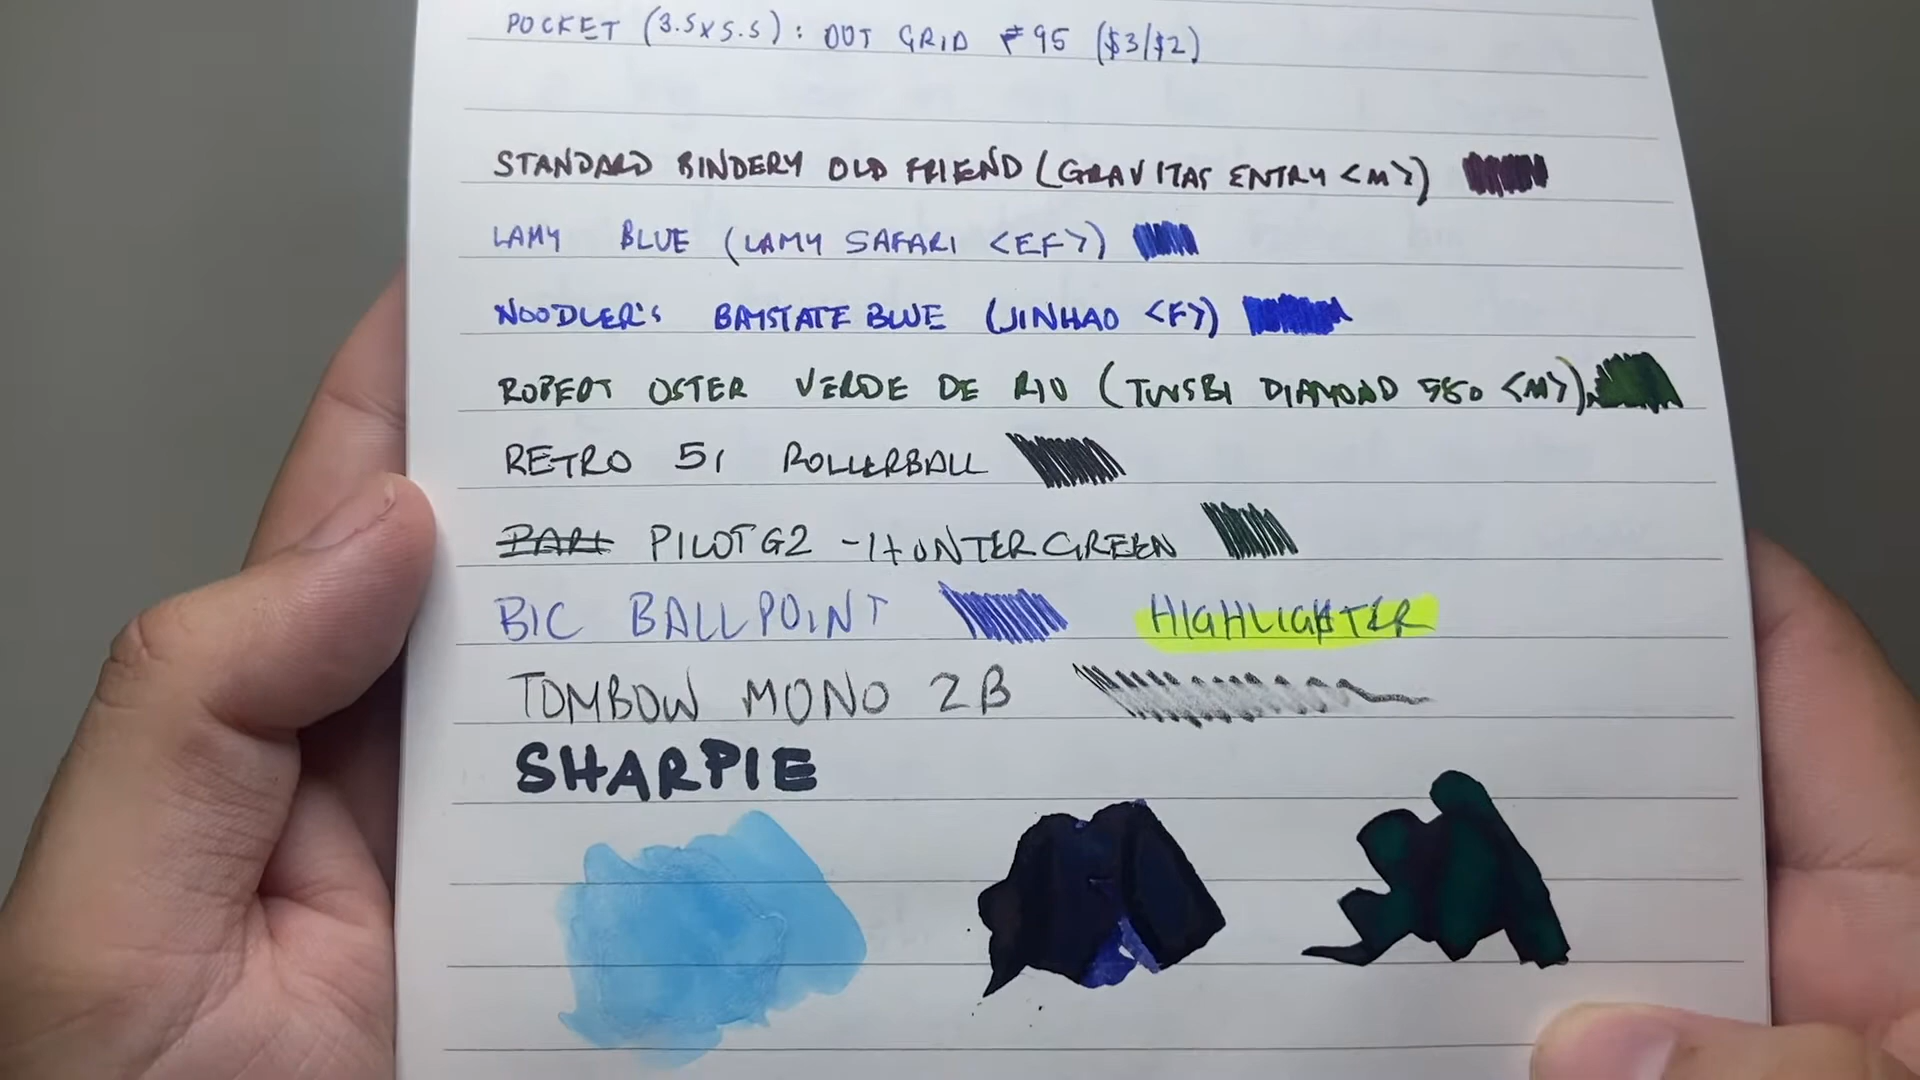 POCKET (3.5X5.5): DOT GRID #95 ($3/$2)
STANDARD BINDERY OLD FRIEND (GRAVITAS ENTRY <M>)
LAMY BLUE (LAMY SAFARI <EF>)
NOODLER'S BAYSTATE BLUE (JINHAO <F>)
ROBERT OSTER VERDE DE RIO (TWSBI DIAMOND 580 <M>)
RETRO 51 ROLLERBALL
PARK PILOT G2 - HUNTER GREEN
BIC BALLPOINT HIGHLIGHTER
TOMBOW MONO 2B
SHARPIE